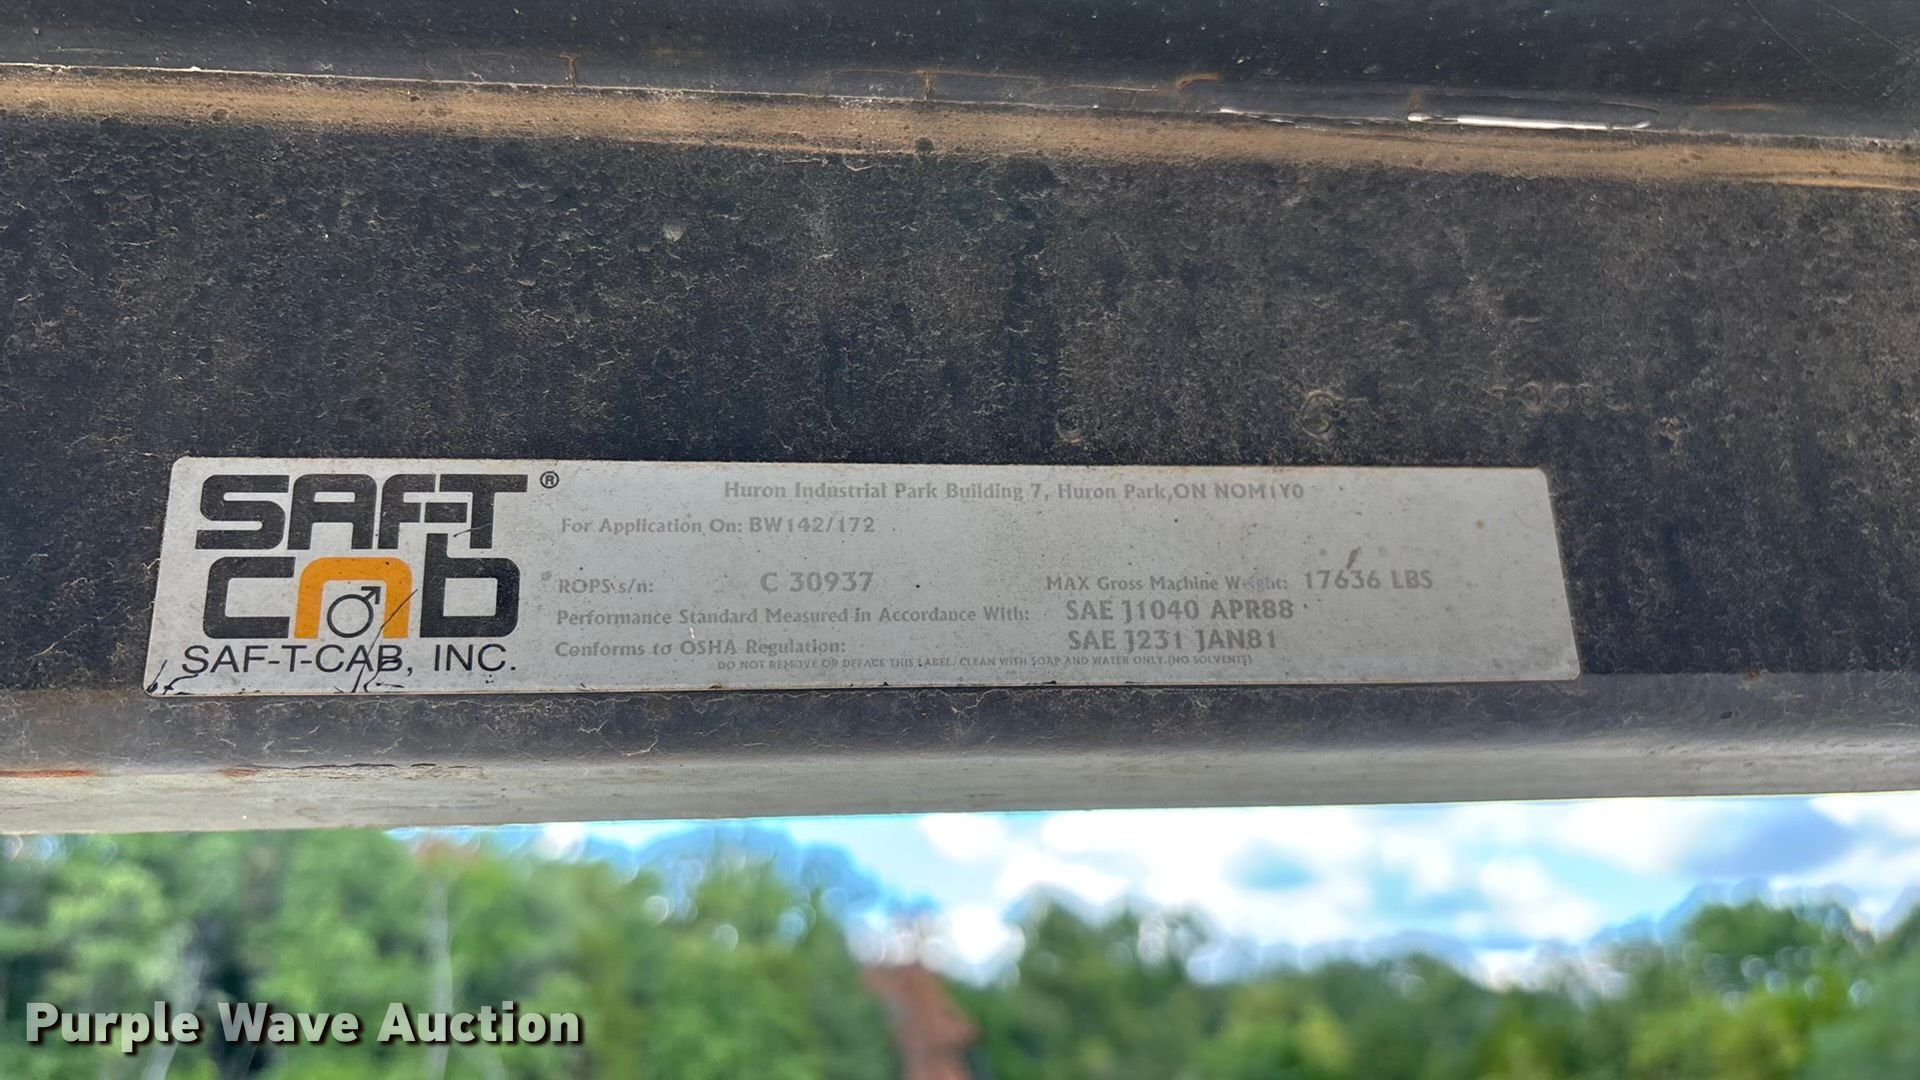 SAF-T®
CAB
SAF-T-CAB, INC.
Huron Industrial Park Building 7, Huron Park,ON NOM1Y0
For Application On: BW142/172
ROPS s/n: C 30937 MAX Gross Machine Weight: 17636 LBS
Performance Standard Measured in Accordance With: SAE J1040 APR88
Conforms to OSHA Regulation: SAE J231 JAN81
DO NOT REMOVE OR DEFACE THIS LABEL. CLEAN WITH SOAP AND WATER ONLY.(NO SOLVENTS)
Purple Wave Auction